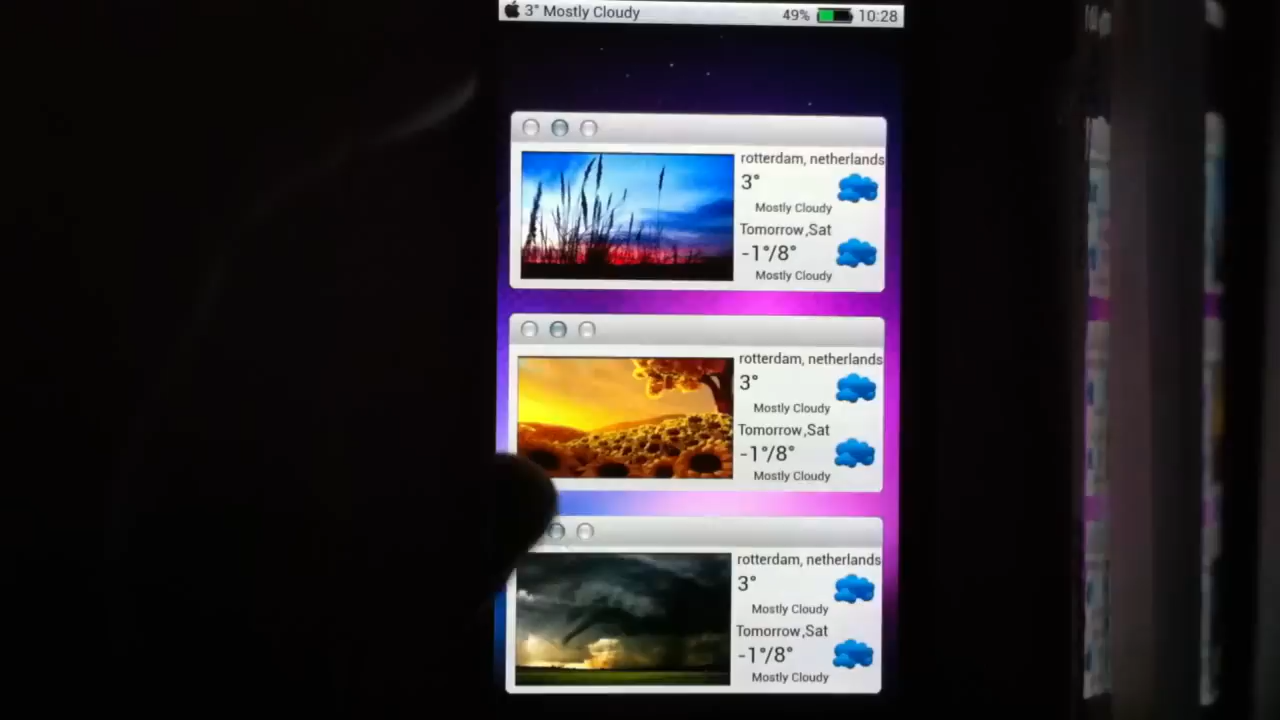 3° Mostly Cloudy 49% 10:28
rotterdam, netherlands
3°
Mostly Cloudy
Tomorrow,Sat
-1°/8°
Mostly Cloudy
rotterdam, netherlands
3°
Mostly Cloudy
Tomorrow,Sat
-1°/8°
Mostly Cloudy
rotterdam, netherlands
3°
Mostly Cloudy
Tomorrow,Sat
-1°/8°
Mostly Cloudy